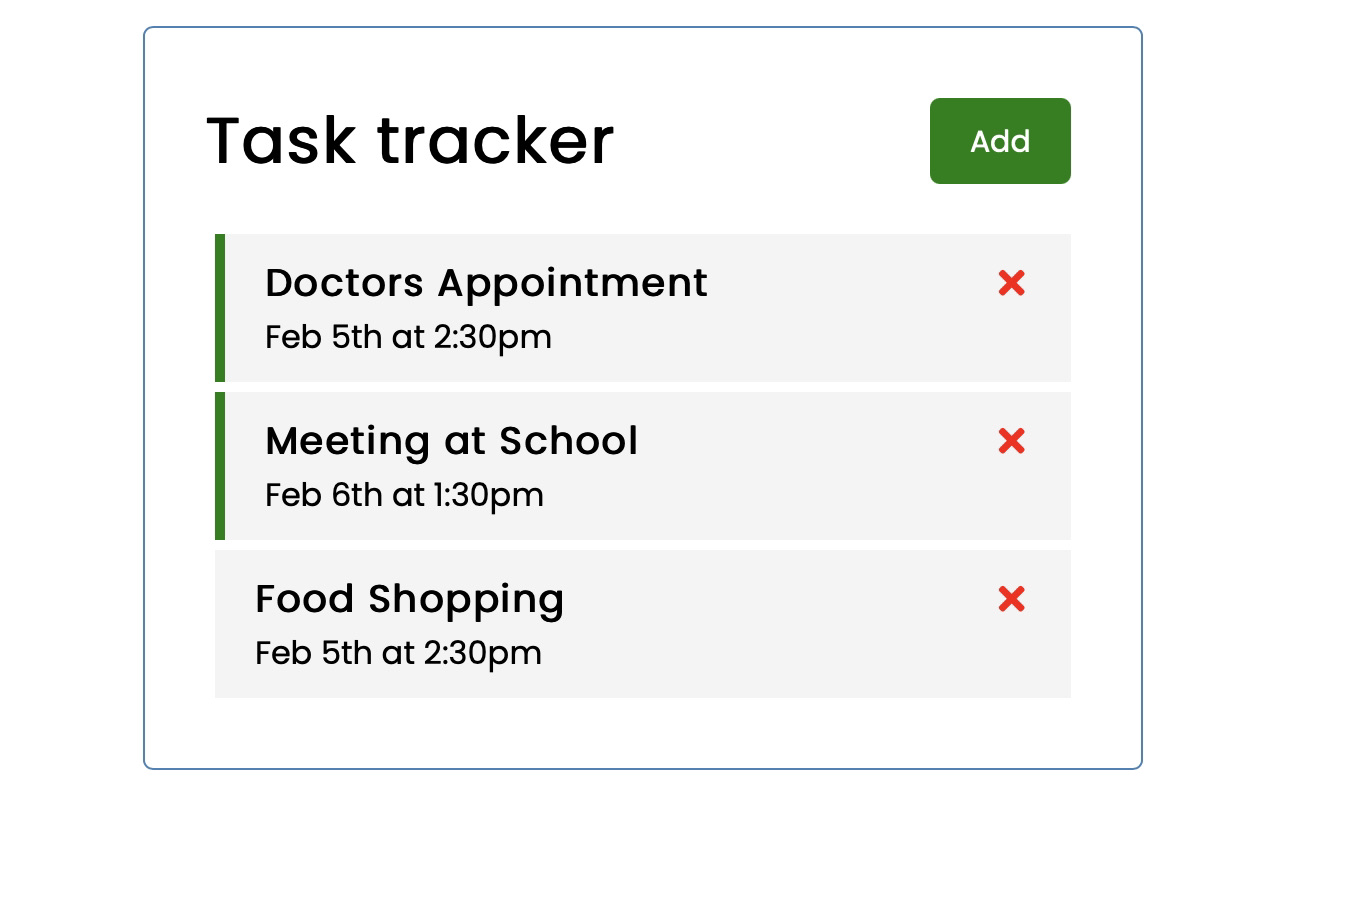 Task tracker
Add
Doctors Appointment
Feb 5th at 2:30pm
Meeting at School
Feb 6th at 1:30pm
Food Shopping
Feb 5th at 2:30pm